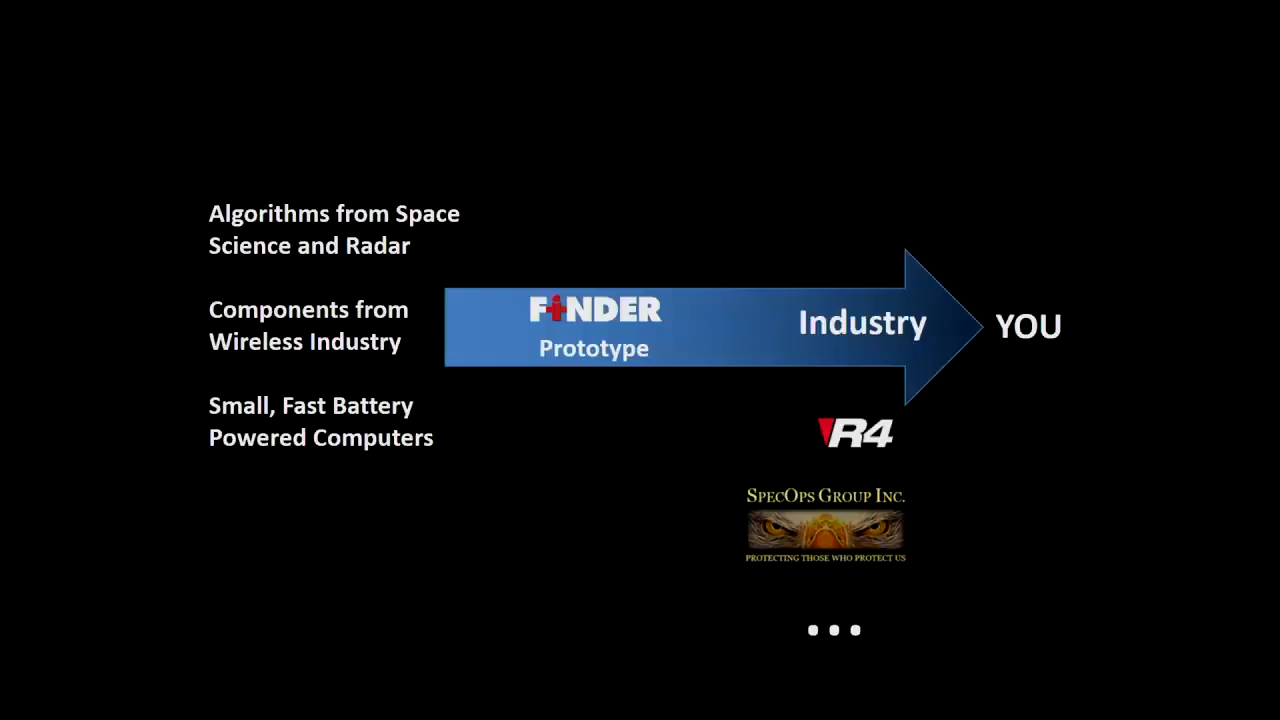 Algorithms from Space
Science and Radar
Components from
Wireless Industry
Small, Fast Battery
Powered Computers
FiNDER
Prototype
Industry
YOU
R4
SPECOPS GROUP INC.
PROTECTING THOSE WHO PROTECT US
...